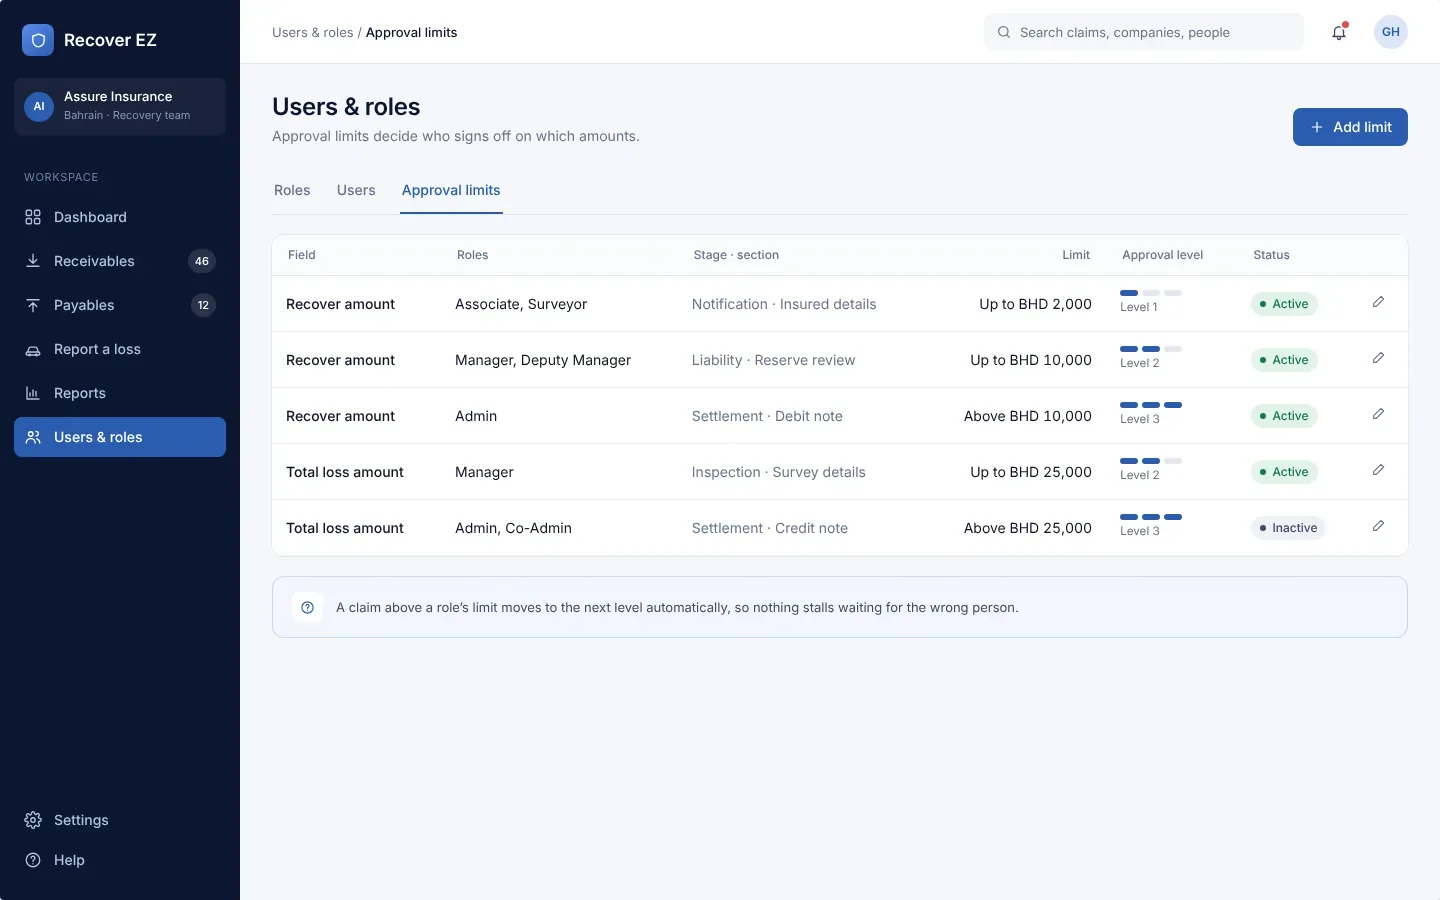 Recover EZ
AI
Assure Insurance
Bahrain · Recovery team
WORKSPACE
Dashboard
Receivables 46
Payables 12
Report a loss
Reports
Users & roles
Settings
Help
Users & roles / Approval limits
Search claims, companies, people
GH
Users & roles
Approval limits decide who signs off on which amounts.
+ Add limit
Roles Users Approval limits
Field Roles Stage · section Limit Approval level Status
Recover amount Associate, Surveyor Notification · Insured details Up to BHD 2,000 Level 1 Active
Recover amount Manager, Deputy Manager Liability · Reserve review Up to BHD 10,000 Level 2 Active
Recover amount Admin Settlement · Debit note Above BHD 10,000 Level 3 Active
Total loss amount Manager Inspection · Survey details Up to BHD 25,000 Level 2 Active
Total loss amount Admin, Co-Admin Settlement · Credit note Above BHD 25,000 Level 3 Inactive
A claim above a role’s limit moves to the next level automatically, so nothing stalls waiting for the wrong person.